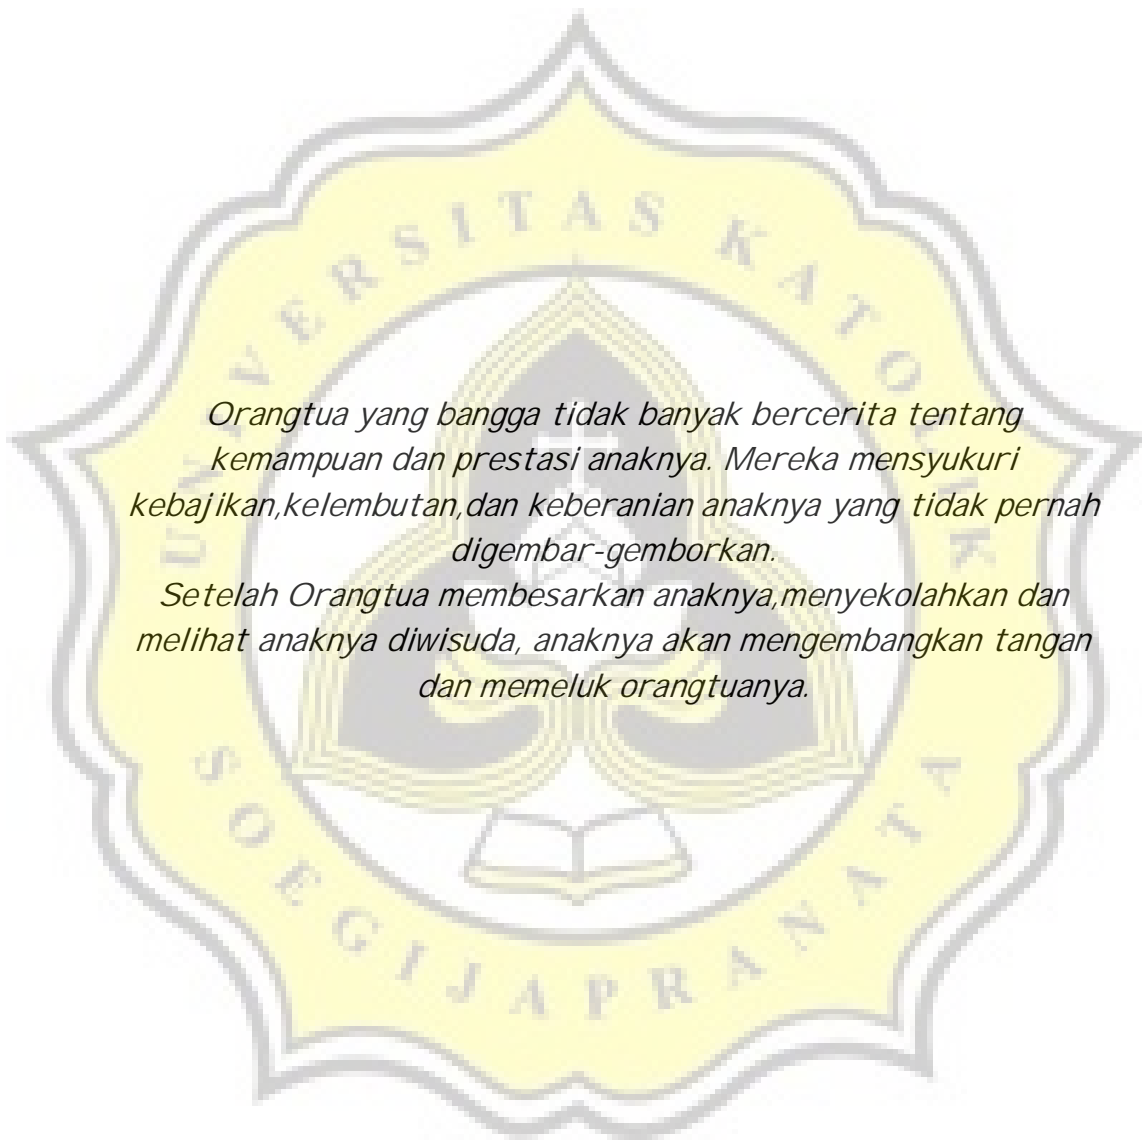 UNIVERSITAS KATOLIK
Orangtua yang bangga tidak banyak bercerita tentang
kemampuan dan prestasi anaknya. Mereka mensyukuri
kebajikan,kelembutan,dan keberanian anaknya yang tidak pernah
digembar-gemborkan.
Setelah Orangtua membesarkan anaknya,menyekolahkan dan
melihat anaknya diwisuda, anaknya akan mengembangkan tangan
dan memeluk orangtuanya.
SOEGIJAPRANATA